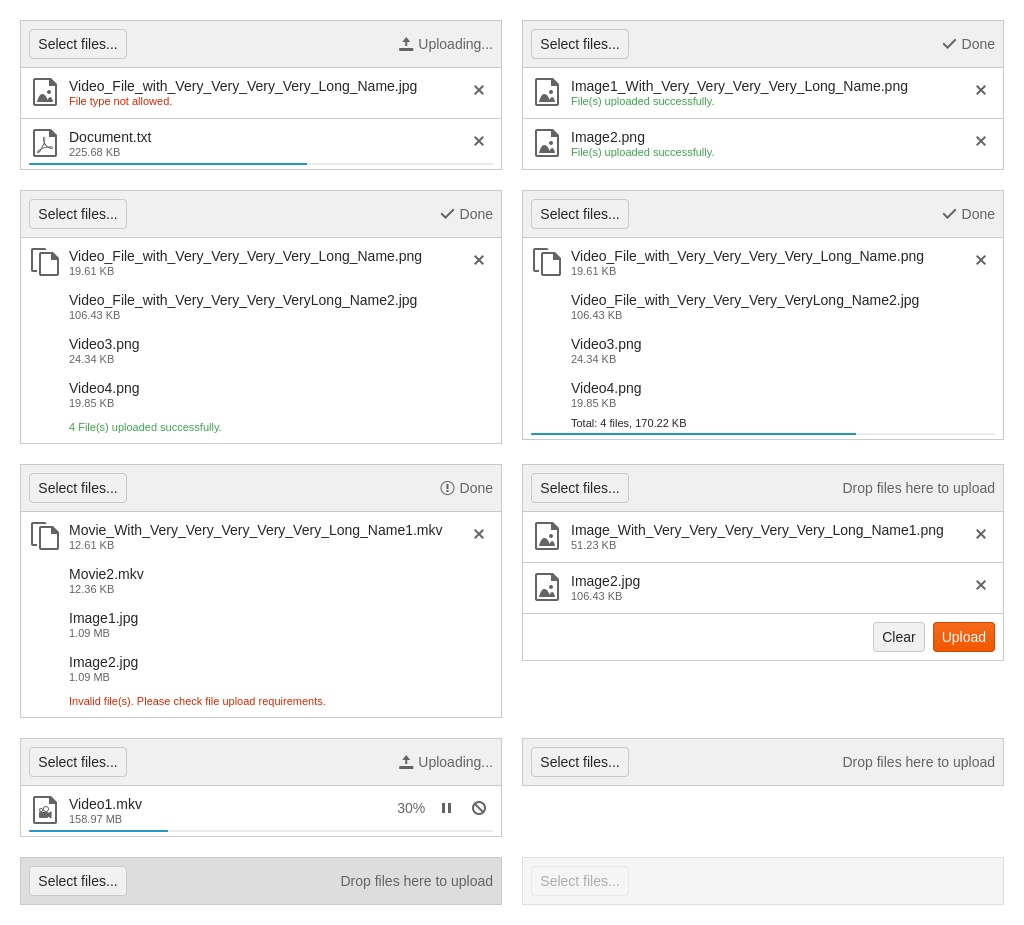 Select files...
Uploading...
Video_File_with_Very_Very_Very_Very_Long_Name.jpg
File type not allowed.
Document.txt
225.68 KB
Select files...
Done
Image1_With_Very_Very_Very_Very_Long_Name.png
File(s) uploaded successfully.
Image2.png
File(s) uploaded successfully.
Select files...
Done
Video_File_with_Very_Very_Very_Very_Long_Name.png
19.61 KB
Video_File_with_Very_Very_Very_VeryLong_Name2.jpg
106.43 KB
Video3.png
24.34 KB
Video4.png
19.85 KB
4 File(s) uploaded successfully.
Select files...
Done
Video_File_with_Very_Very_Very_Very_Long_Name.png
19.61 KB
Video_File_with_Very_Very_Very_VeryLong_Name2.jpg
106.43 KB
Video3.png
24.34 KB
Video4.png
19.85 KB
Total: 4 files, 170.22 KB
Select files...
Done
Movie_With_Very_Very_Very_Very_Very_Long_Name1.mkv
12.61 KB
Movie2.mkv
12.36 KB
Image1.jpg
1.09 MB
Image2.jpg
1.09 MB
Invalid file(s). Please check file upload requirements.
Select files...
Drop files here to upload
Image_With_Very_Very_Very_Very_Very_Long_Name1.png
51.23 KB
Image2.jpg
106.43 KB
Clear
Upload
Select files...
Uploading...
Video1.mkv
158.97 MB
30%
Select files...
Drop files here to upload
Select files...
Drop files here to upload
Select files...